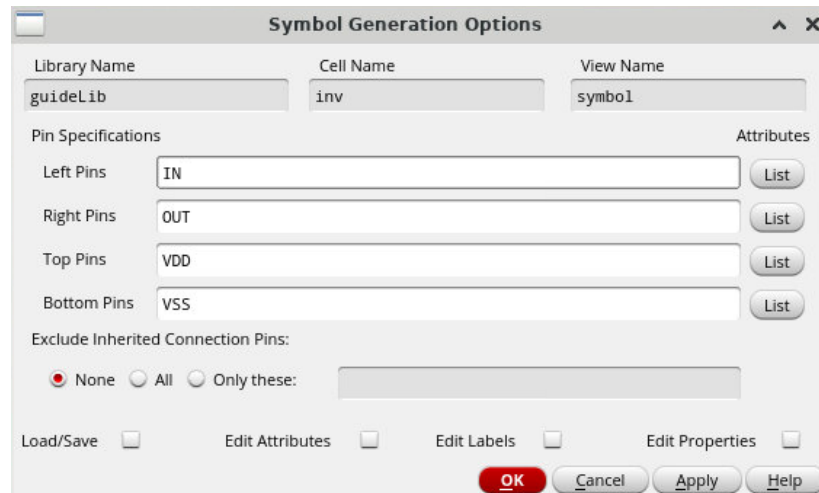 Symbol Generation Options
Library Name Cell Name View Name
guideLib inv symbol
Pin Specifications Attributes
Left Pins IN List
Right Pins OUT List
Top Pins VDD List
Bottom Pins VSS List
Exclude Inherited Connection Pins:
None All Only these:
Load/Save Edit Attributes Edit Labels Edit Properties
OK Cancel Apply Help